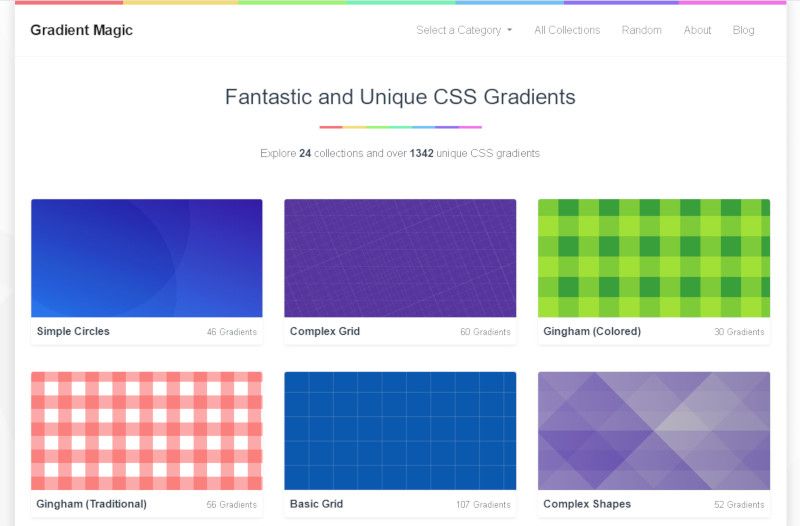 Gradient Magic
Select a Category All Collections Random About Blog
Fantastic and Unique CSS Gradients
Explore 24 collections and over 1342 unique CSS gradients
Simple Circles 46 Gradients
Complex Grid 60 Gradients
Gingham (Colored) 30 Gradients
Gingham (Traditional) 56 Gradients
Basic Grid 107 Gradients
Complex Shapes 52 Gradients